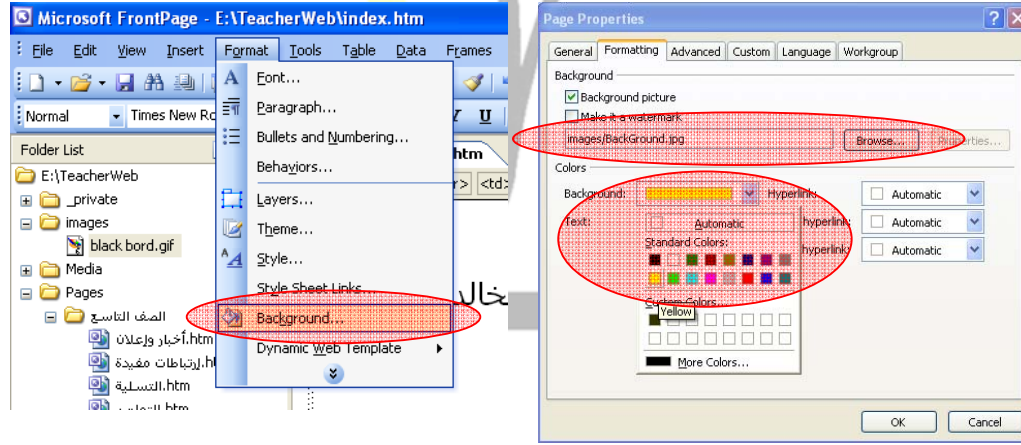 Microsoft FrontPage - E:\TeacherWeb\index.htm
File Edit View Insert Format Tools Table Data Frames
Normal Times New Ro
U
Folder List
E:\TeacherWeb
_private
images
black bord.gif
Media
Pages
الصف التاسع
أخبار وإعلان.htm
إرتباطات مفيدة.ht
التسلية.htm
Font...
Paragraph...
Bullets and Numbering...
Behaviors...
Layers...
Theme...
Style...
Style Sheet Links...
Background...
Dynamic Web Template
htm
<td>
Page Properties
General Formatting Advanced Custom Language Workgroup
Background
Background picture
Make it a watermark
images/BackGround.jpg Browse...
Colors
Background: Hyperlink: Automatic
Text: Automatic hyperlink: Automatic
Standard Colors: hyperlink: Automatic
Custom Colors...
Yellow
More Colors...
OK Cancel